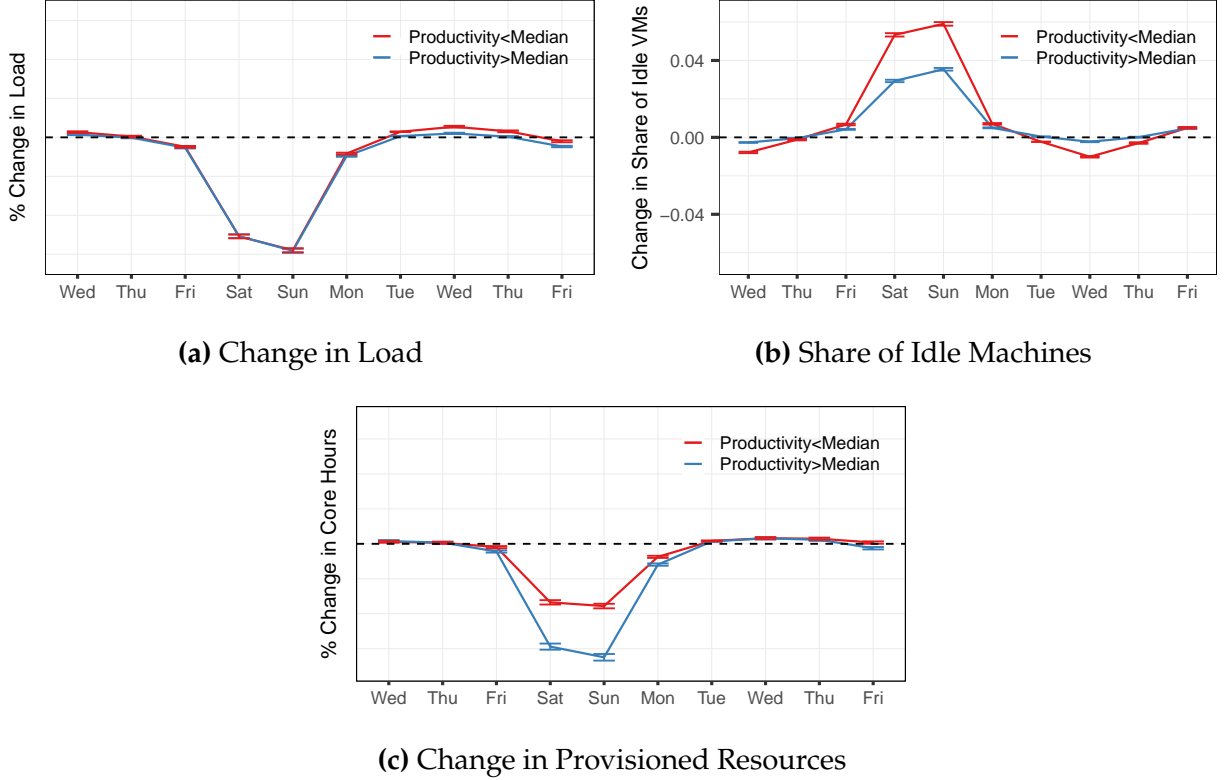 % Change in Load
Productivity<Median
Productivity>Median
Wed Thu Fri Sat Sun Mon Tue Wed Thu Fri
(a) Change in Load
Change in Share of Idle VMs
0.04
0.00
−0.04
Productivity<Median
Productivity>Median
Wed Thu Fri Sat Sun Mon Tue Wed Thu Fri
(b) Share of Idle Machines
% Change in Core Hours
Productivity<Median
Productivity>Median
Wed Thu Fri Sat Sun Mon Tue Wed Thu Fri
(c) Change in Provisioned Resources